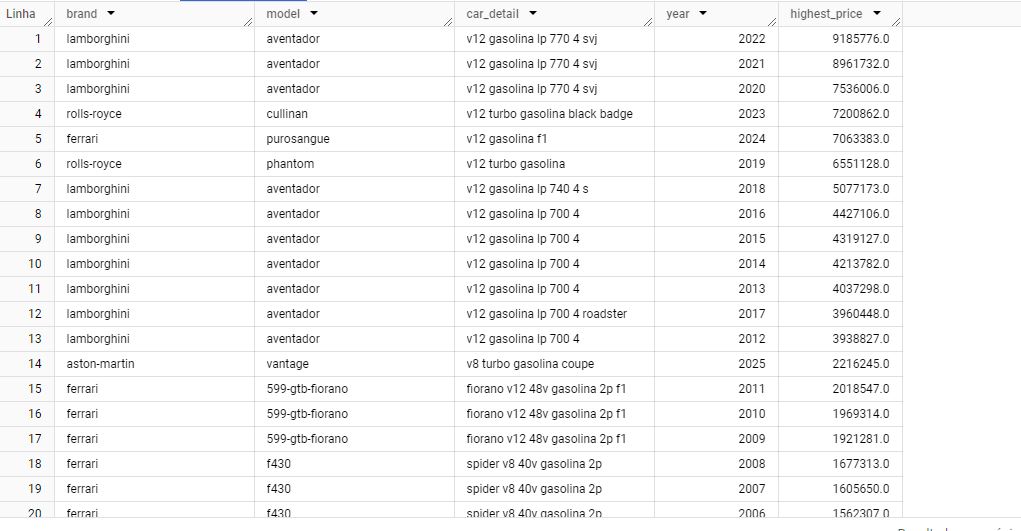 Linha brand model car_detail year highest_price
1 lamborghini aventador v12 gasolina lp 770 4 svj 2022 9185776.0
2 lamborghini aventador v12 gasolina lp 770 4 svj 2021 8961732.0
3 lamborghini aventador v12 gasolina lp 770 4 svj 2020 7536006.0
4 rolls-royce cullinan v12 turbo gasolina black badge 2023 7200862.0
5 ferrari purosangue v12 gasolina f1 2024 7063383.0
6 rolls-royce phantom v12 turbo gasolina 2019 6551128.0
7 lamborghini aventador v12 gasolina lp 740 4 s 2018 5077173.0
8 lamborghini aventador v12 gasolina lp 700 4 2016 4427106.0
9 lamborghini aventador v12 gasolina lp 700 4 2015 4319127.0
10 lamborghini aventador v12 gasolina lp 700 4 2014 4213782.0
11 lamborghini aventador v12 gasolina lp 700 4 2013 4037298.0
12 lamborghini aventador v12 gasolina lp 700 4 roadster 2017 3960448.0
13 lamborghini aventador v12 gasolina lp 700 4 2012 3938827.0
14 aston-martin vantage v8 turbo gasolina coupe 2025 2216245.0
15 ferrari 599-gtb-fiorano fiorano v12 48v gasolina 2p f1 2011 2018547.0
16 ferrari 599-gtb-fiorano fiorano v12 48v gasolina 2p f1 2010 1969314.0
17 ferrari 599-gtb-fiorano fiorano v12 48v gasolina 2p f1 2009 1921281.0
18 ferrari f430 spider v8 40v gasolina 2p 2008 1677313.0
19 ferrari f430 spider v8 40v gasolina 2p 2007 1605650.0
20 ferrari f430 spider v8 40v gasolina 2p 2006 1562307.0